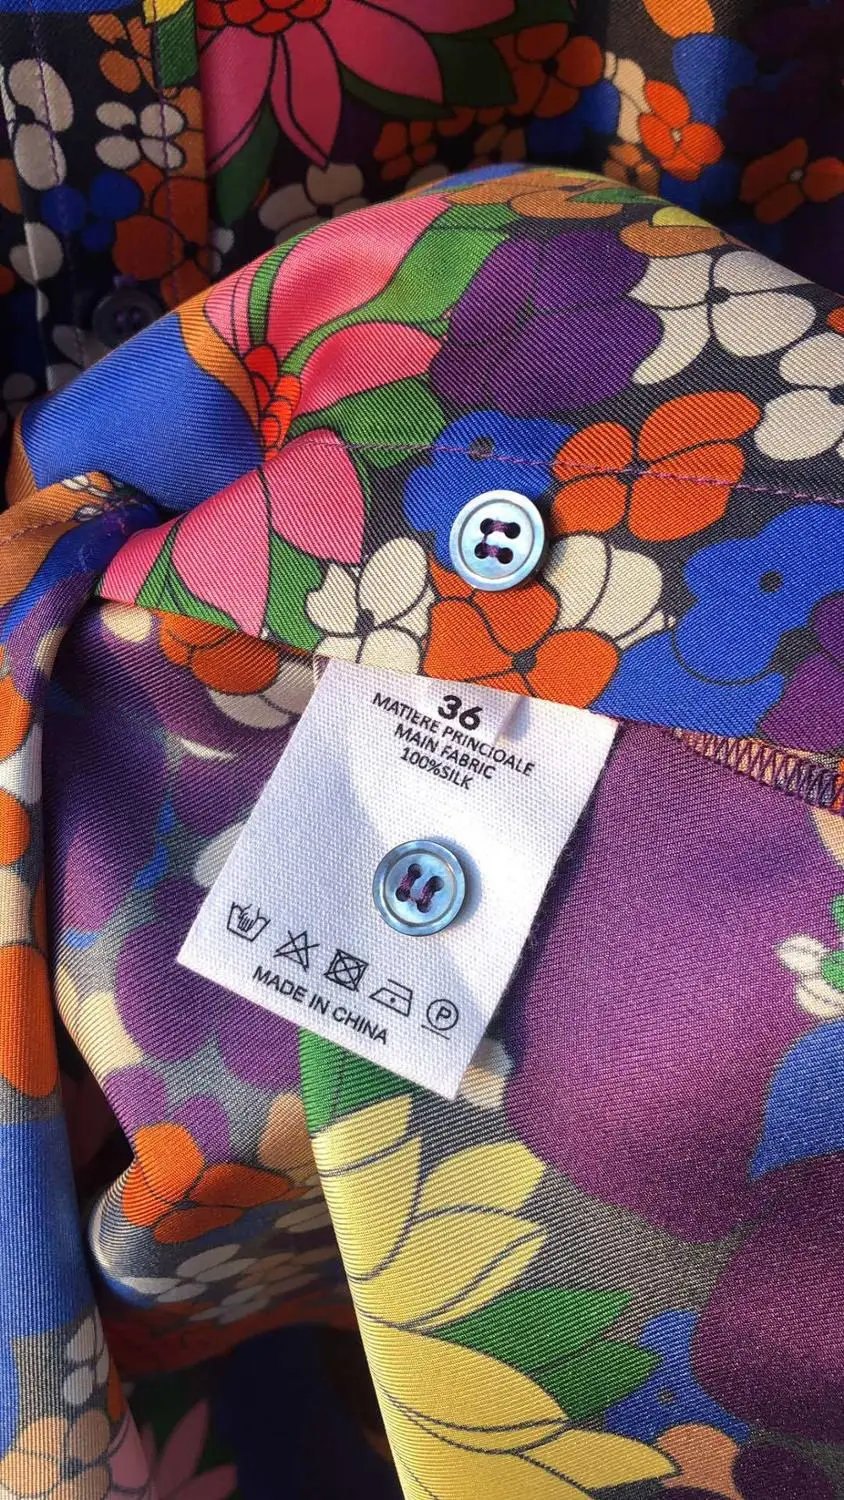 36
MATIERE PRINCIOALE
MAIN FABRIC
100%SILK
P
MADE IN CHINA